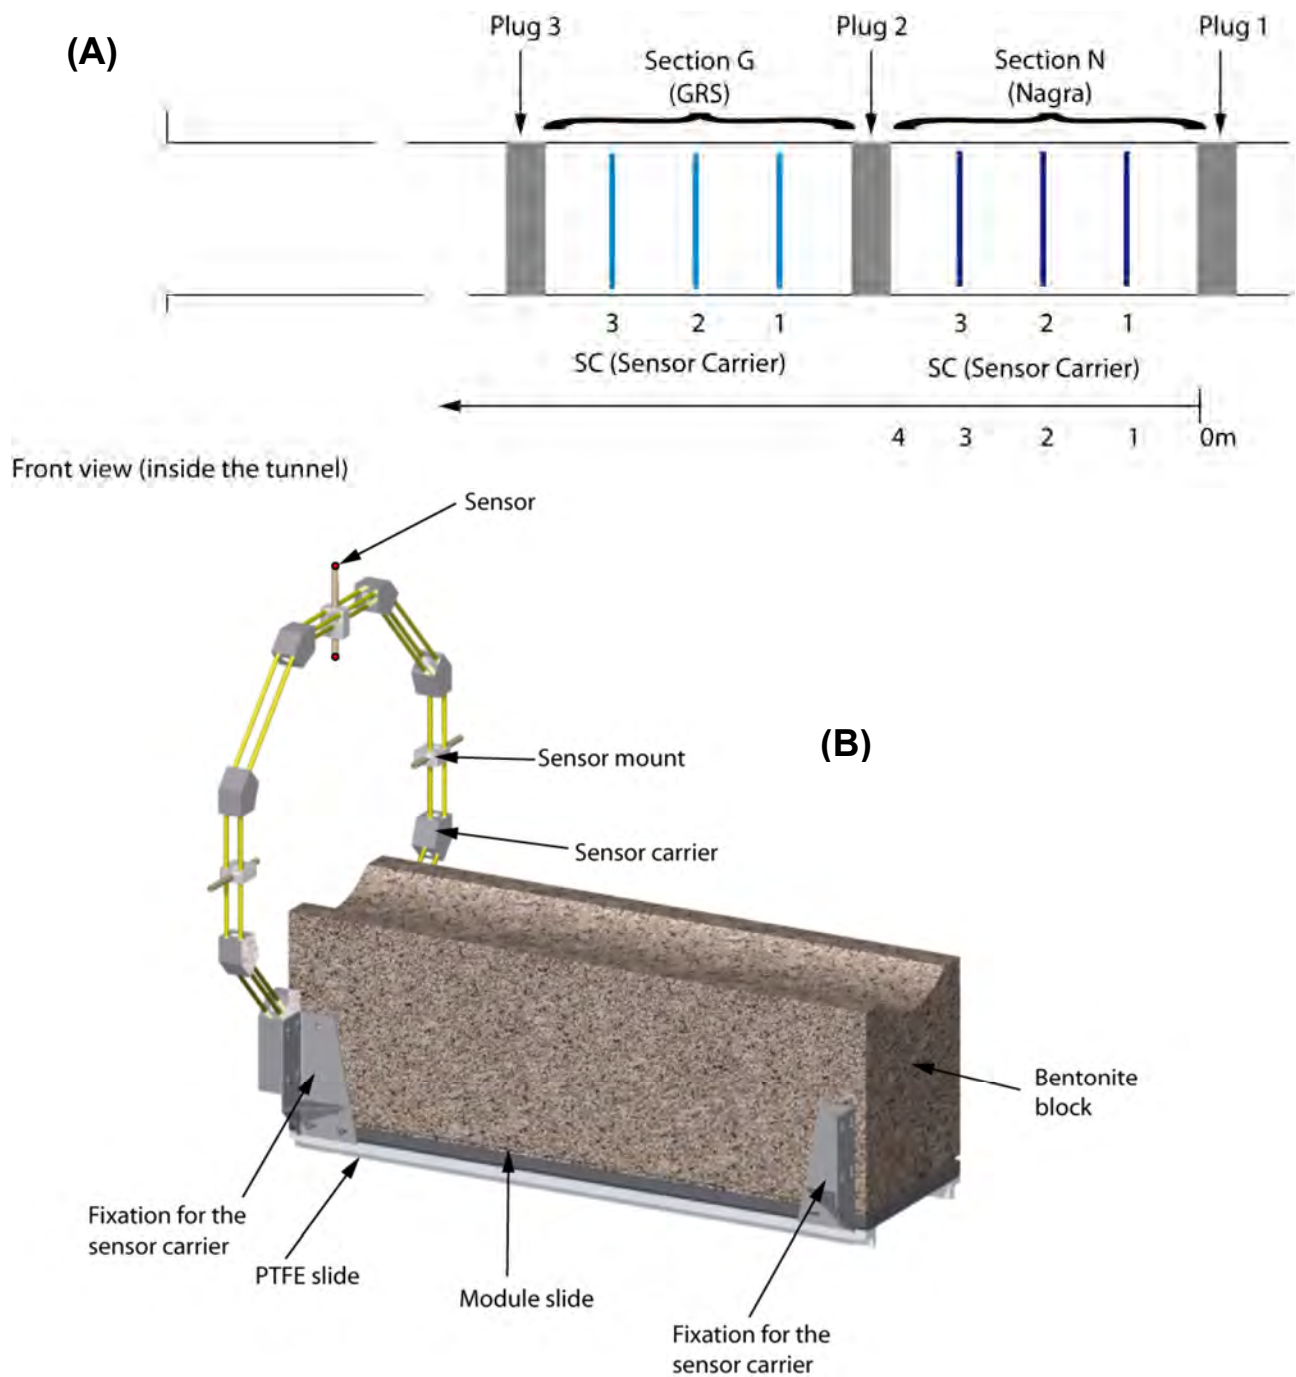 (A)
Plug 3
Plug 2
Plug 1
Section G
(GRS)
Section N
(Nagra)
3 2 1
3 2 1
SC (Sensor Carrier)
SC (Sensor Carrier)
4 3 2 1 0m
Front view (inside the tunnel)
Sensor
(B)
Sensor mount
Sensor carrier
Bentonite
block
Fixation for the
sensor carrier
PTFE slide
Module slide
Fixation for the
sensor carrier